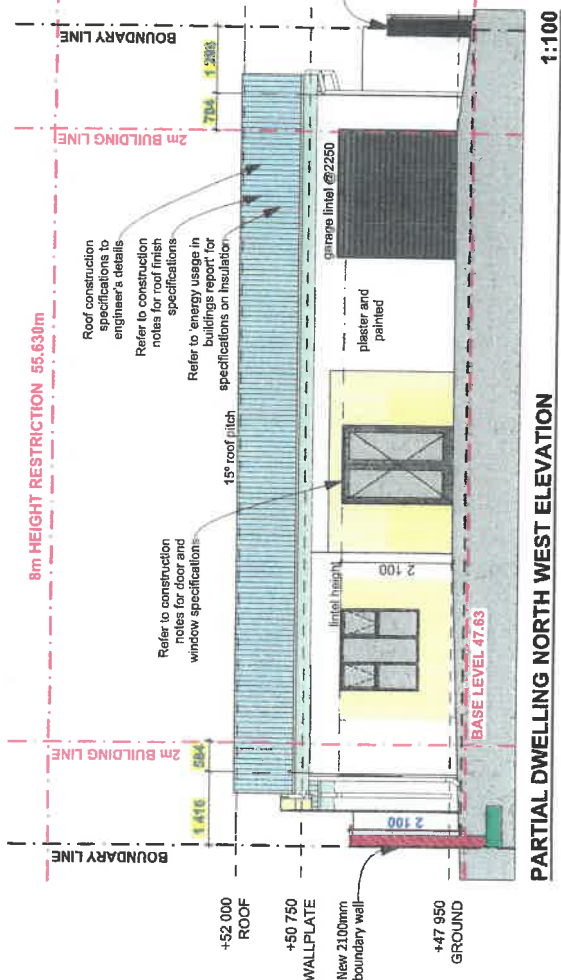 8m HEIGHT RESTRICTION 55.630m
BOUNDARY LINE
2m BUILDING LINE
1 416
584
2m BUILDING LINE
BOUNDARY LINE
704
1 296
Roof construction
specifications to
engineer's details
Refer to construction
notes for roof finish
specifications
Refer to 'energy usage in
buildings report' for
specifications on insulation
15° roof pitch
Refer to construction
notes for door and
window specifications
+52 000
ROOF
+50 750
WALLPLATE
New 2100mm
boundary wall
+47 950
GROUND
2 100
lintel height
2 100
garage lintel @2250
plaster and
painted
BASE LEVEL 47.63
PARTIAL DWELLING NORTH WEST ELEVATION
1:100